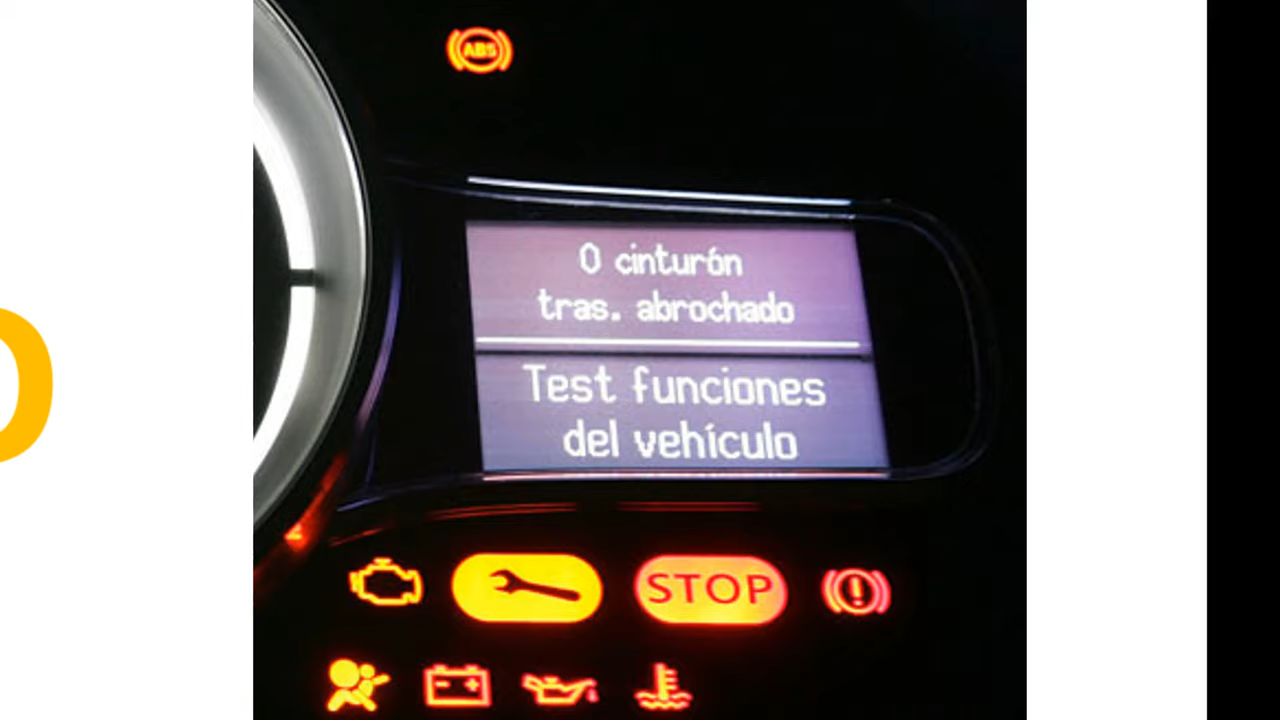 ABS
0 cinturón
tras. abrochado
Test funciones
del vehículo
STOP